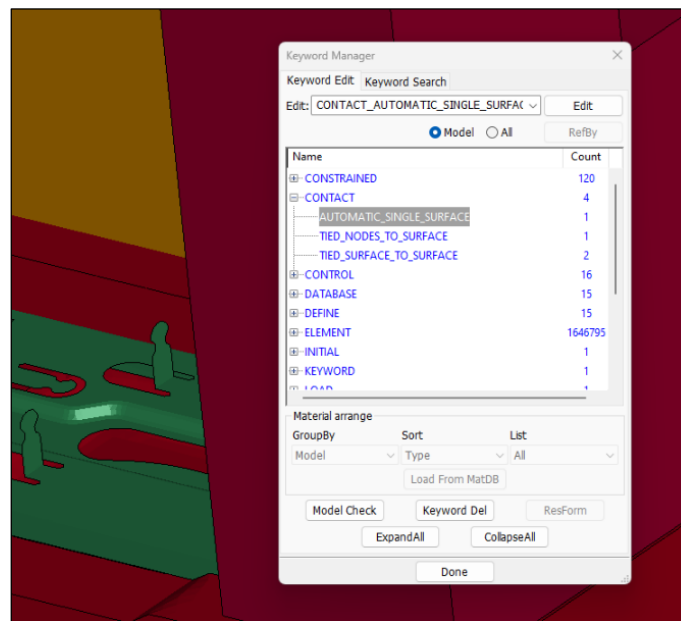 Keyword Manager
Keyword Edit Keyword Search
Edit: CONTACT_AUTOMATIC_SINGLE_SURFAC Edit
Model All RefBy
Name Count
CONSTRAINED 120
CONTACT 4
AUTOMATIC_SINGLE_SURFACE 1
TIED_NODES_TO_SURFACE 1
TIED_SURFACE_TO_SURFACE 2
CONTROL 16
DATABASE 15
DEFINE 15
ELEMENT 1646795
INITIAL 1
KEYWORD 1
LOAD 1
Material arrange
GroupBy Sort List
Model Type All
Load From MatDB
Model Check Keyword Del ResForm
ExpandAll CollapseAll
Done